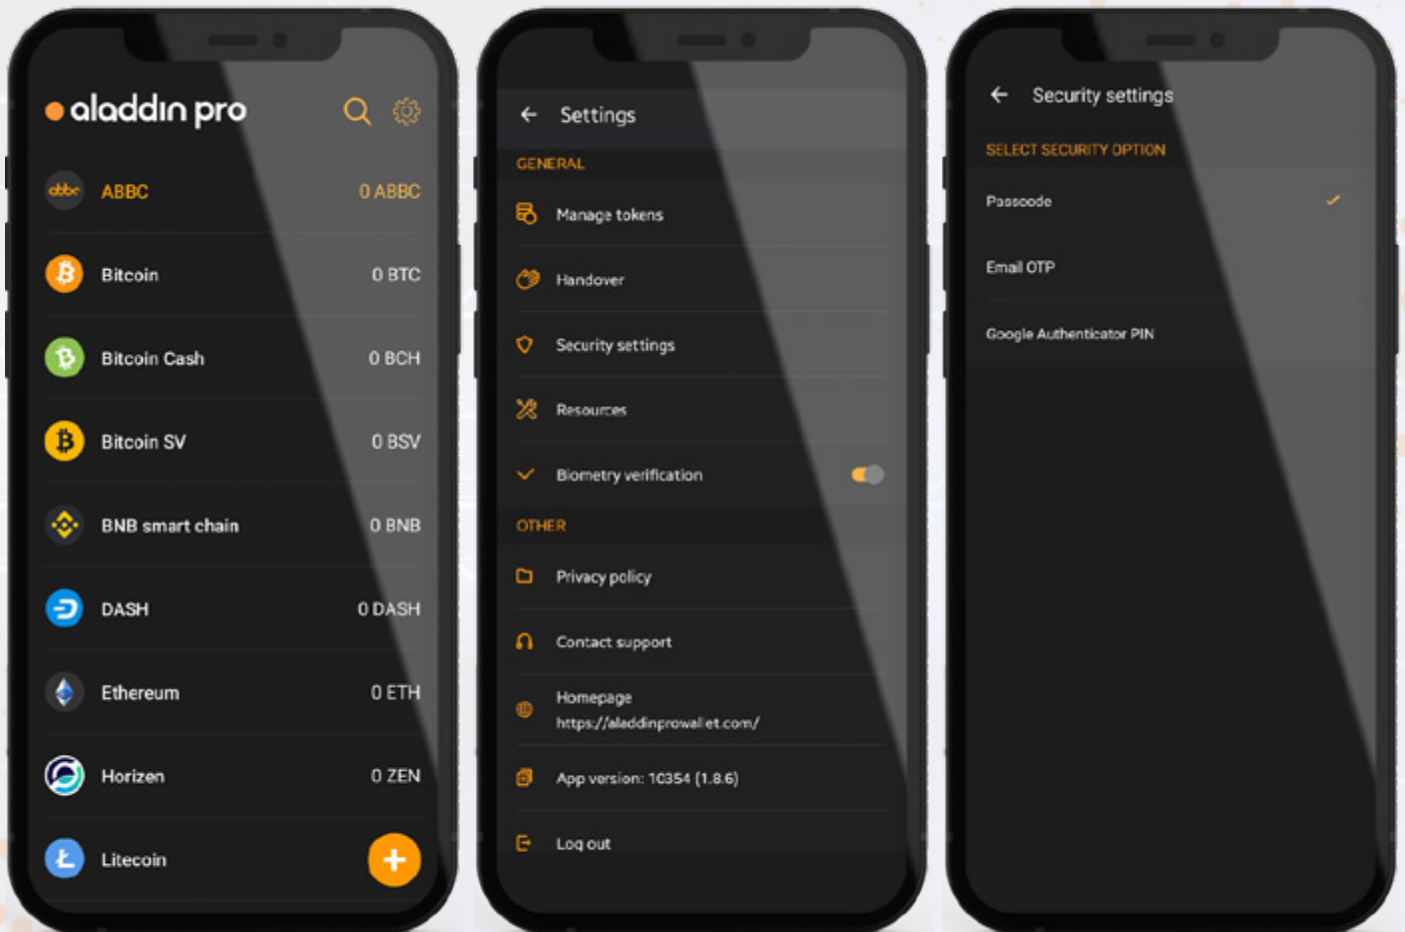 aladdin pro
abbc ABBC 0 ABBC
Bitcoin 0 BTC
Bitcoin Cash 0 BCH
Bitcoin SV 0 BSV
BNB smart chain 0 BNB
DASH 0 DASH
Ethereum 0 ETH
Horizen 0 ZEN
Litecoin
Settings
GENERAL
Manage tokens
Handover
Security settings
Resources
Biometry verification
OTHER
Privacy policy
Contact support
Homepage
https://aladdinprowallet.com/
App version: 10354 (1.8.6)
Log out
Security settings
SELECT SECURITY OPTION
Passcode
Email OTP
Google Authenticator PIN